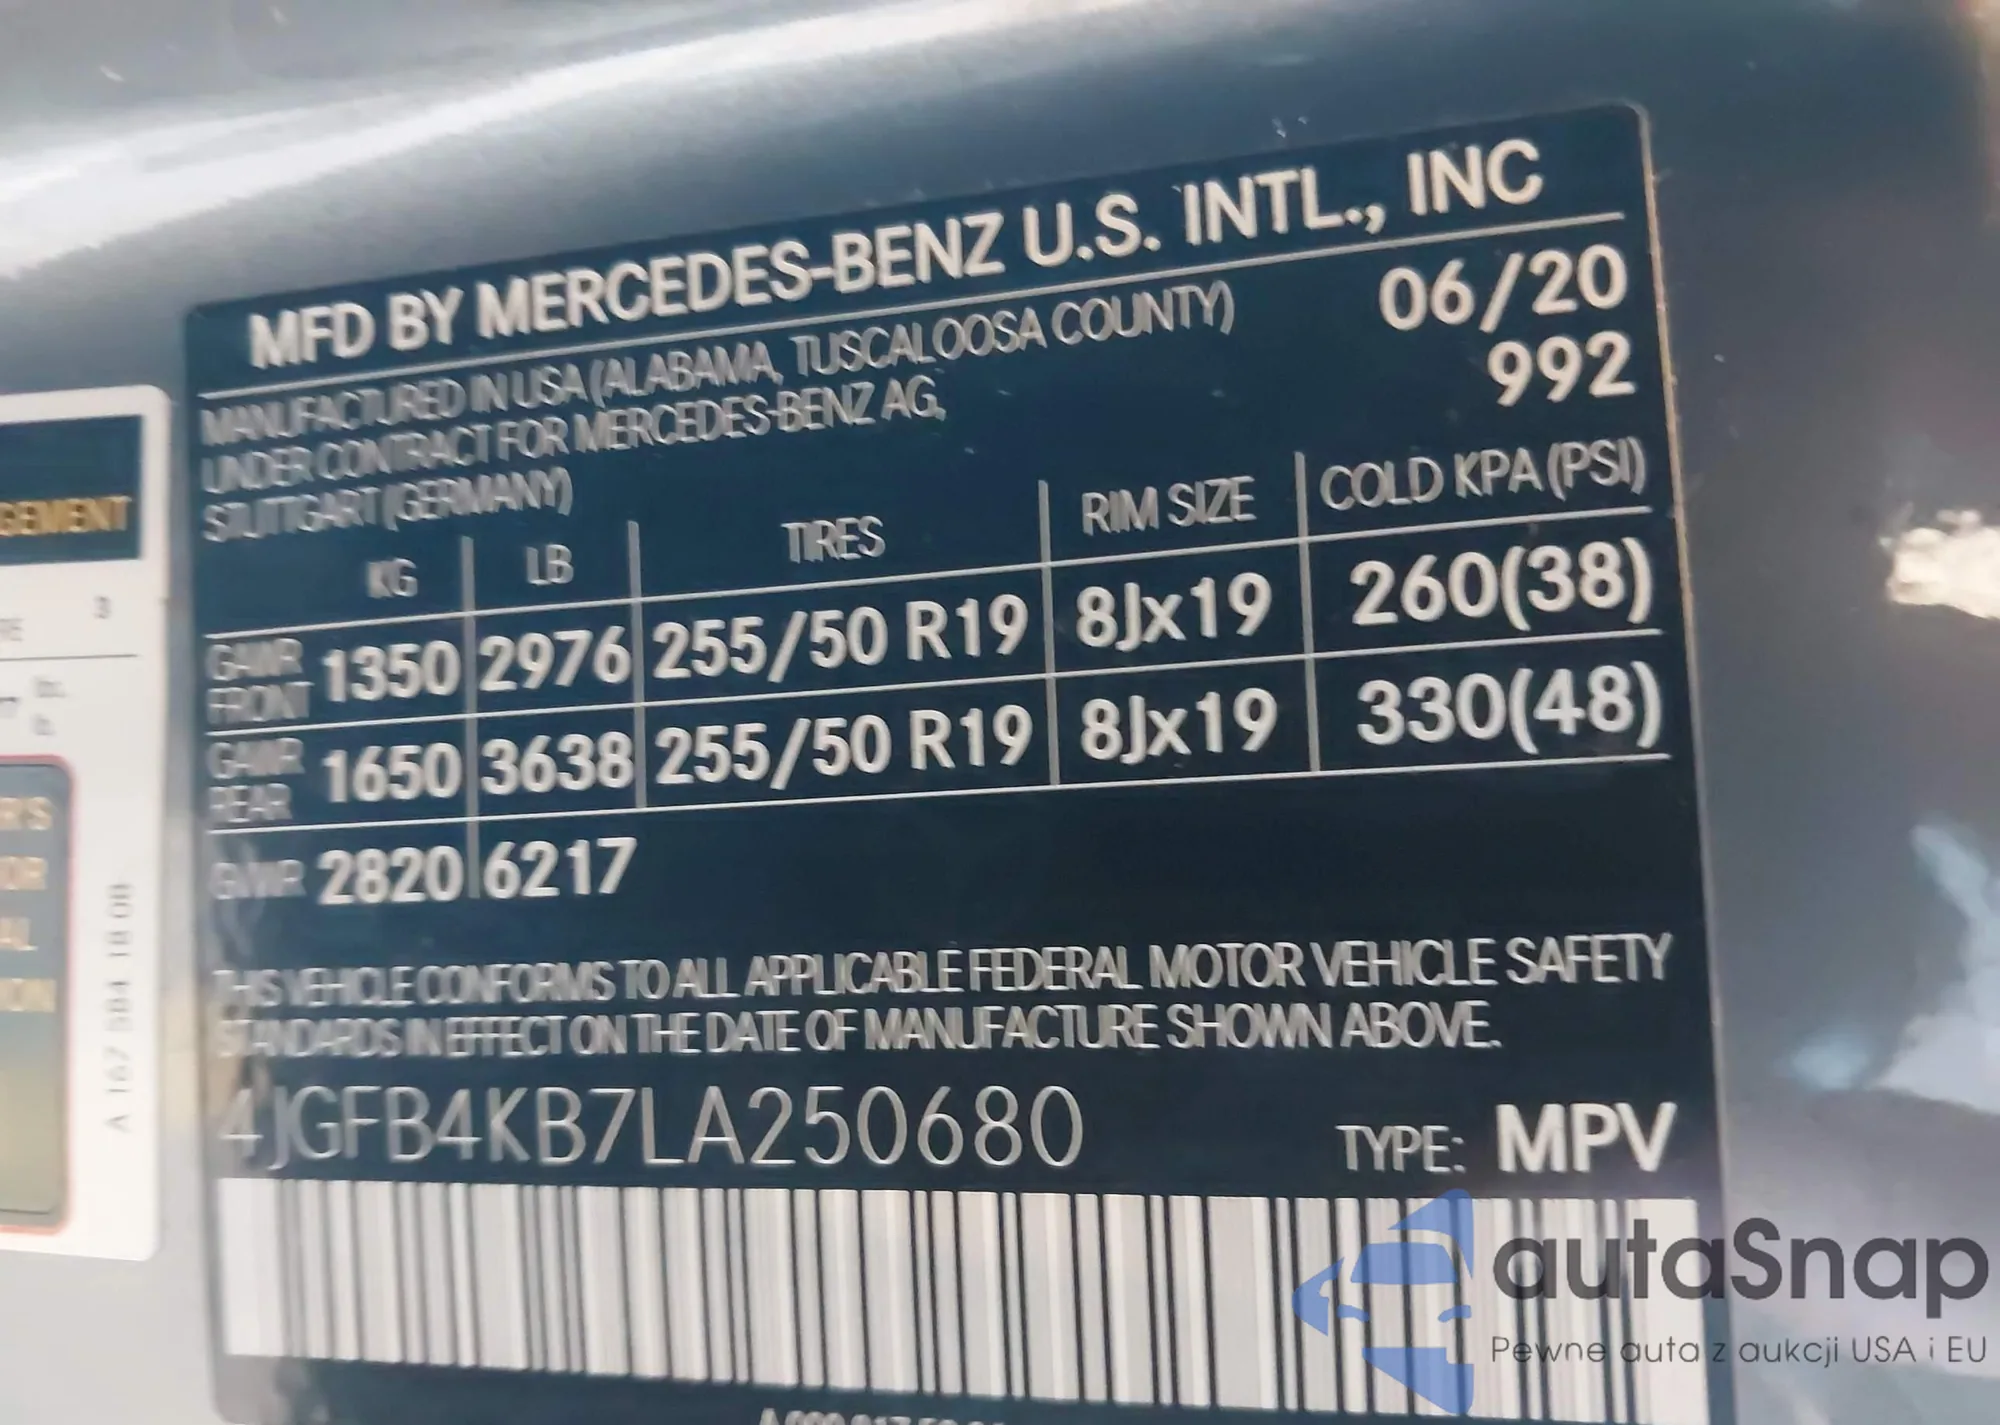 MFD BY MERCEDES-BENZ U.S. INTL., INC
MANUFACTURED IN USA (ALABAMA, TUSCALOOSA COUNTY) 06/20
UNDER CONTRACT FOR MERCEDES-BENZ AG, 992
STUTTGART (GERMANY)
KG LB TIRES RIM SIZE COLD KPA (PSI)
GAWR FRONT 1350 2976 255/50 R19 8Jx19 260(38)
GAWR REAR 1650 3638 255/50 R19 8Jx19 330(48)
GVWR 2820 6217
THIS VEHICLE CONFORMS TO ALL APPLICABLE FEDERAL MOTOR VEHICLE SAFETY
STANDARDS IN EFFECT ON THE DATE OF MANUFACTURE SHOWN ABOVE.
4JGFB4KB7LA250680 TYPE: MPV
A 167 584 18 08
autaSnap
Pewne auta z aukcji USA i EU